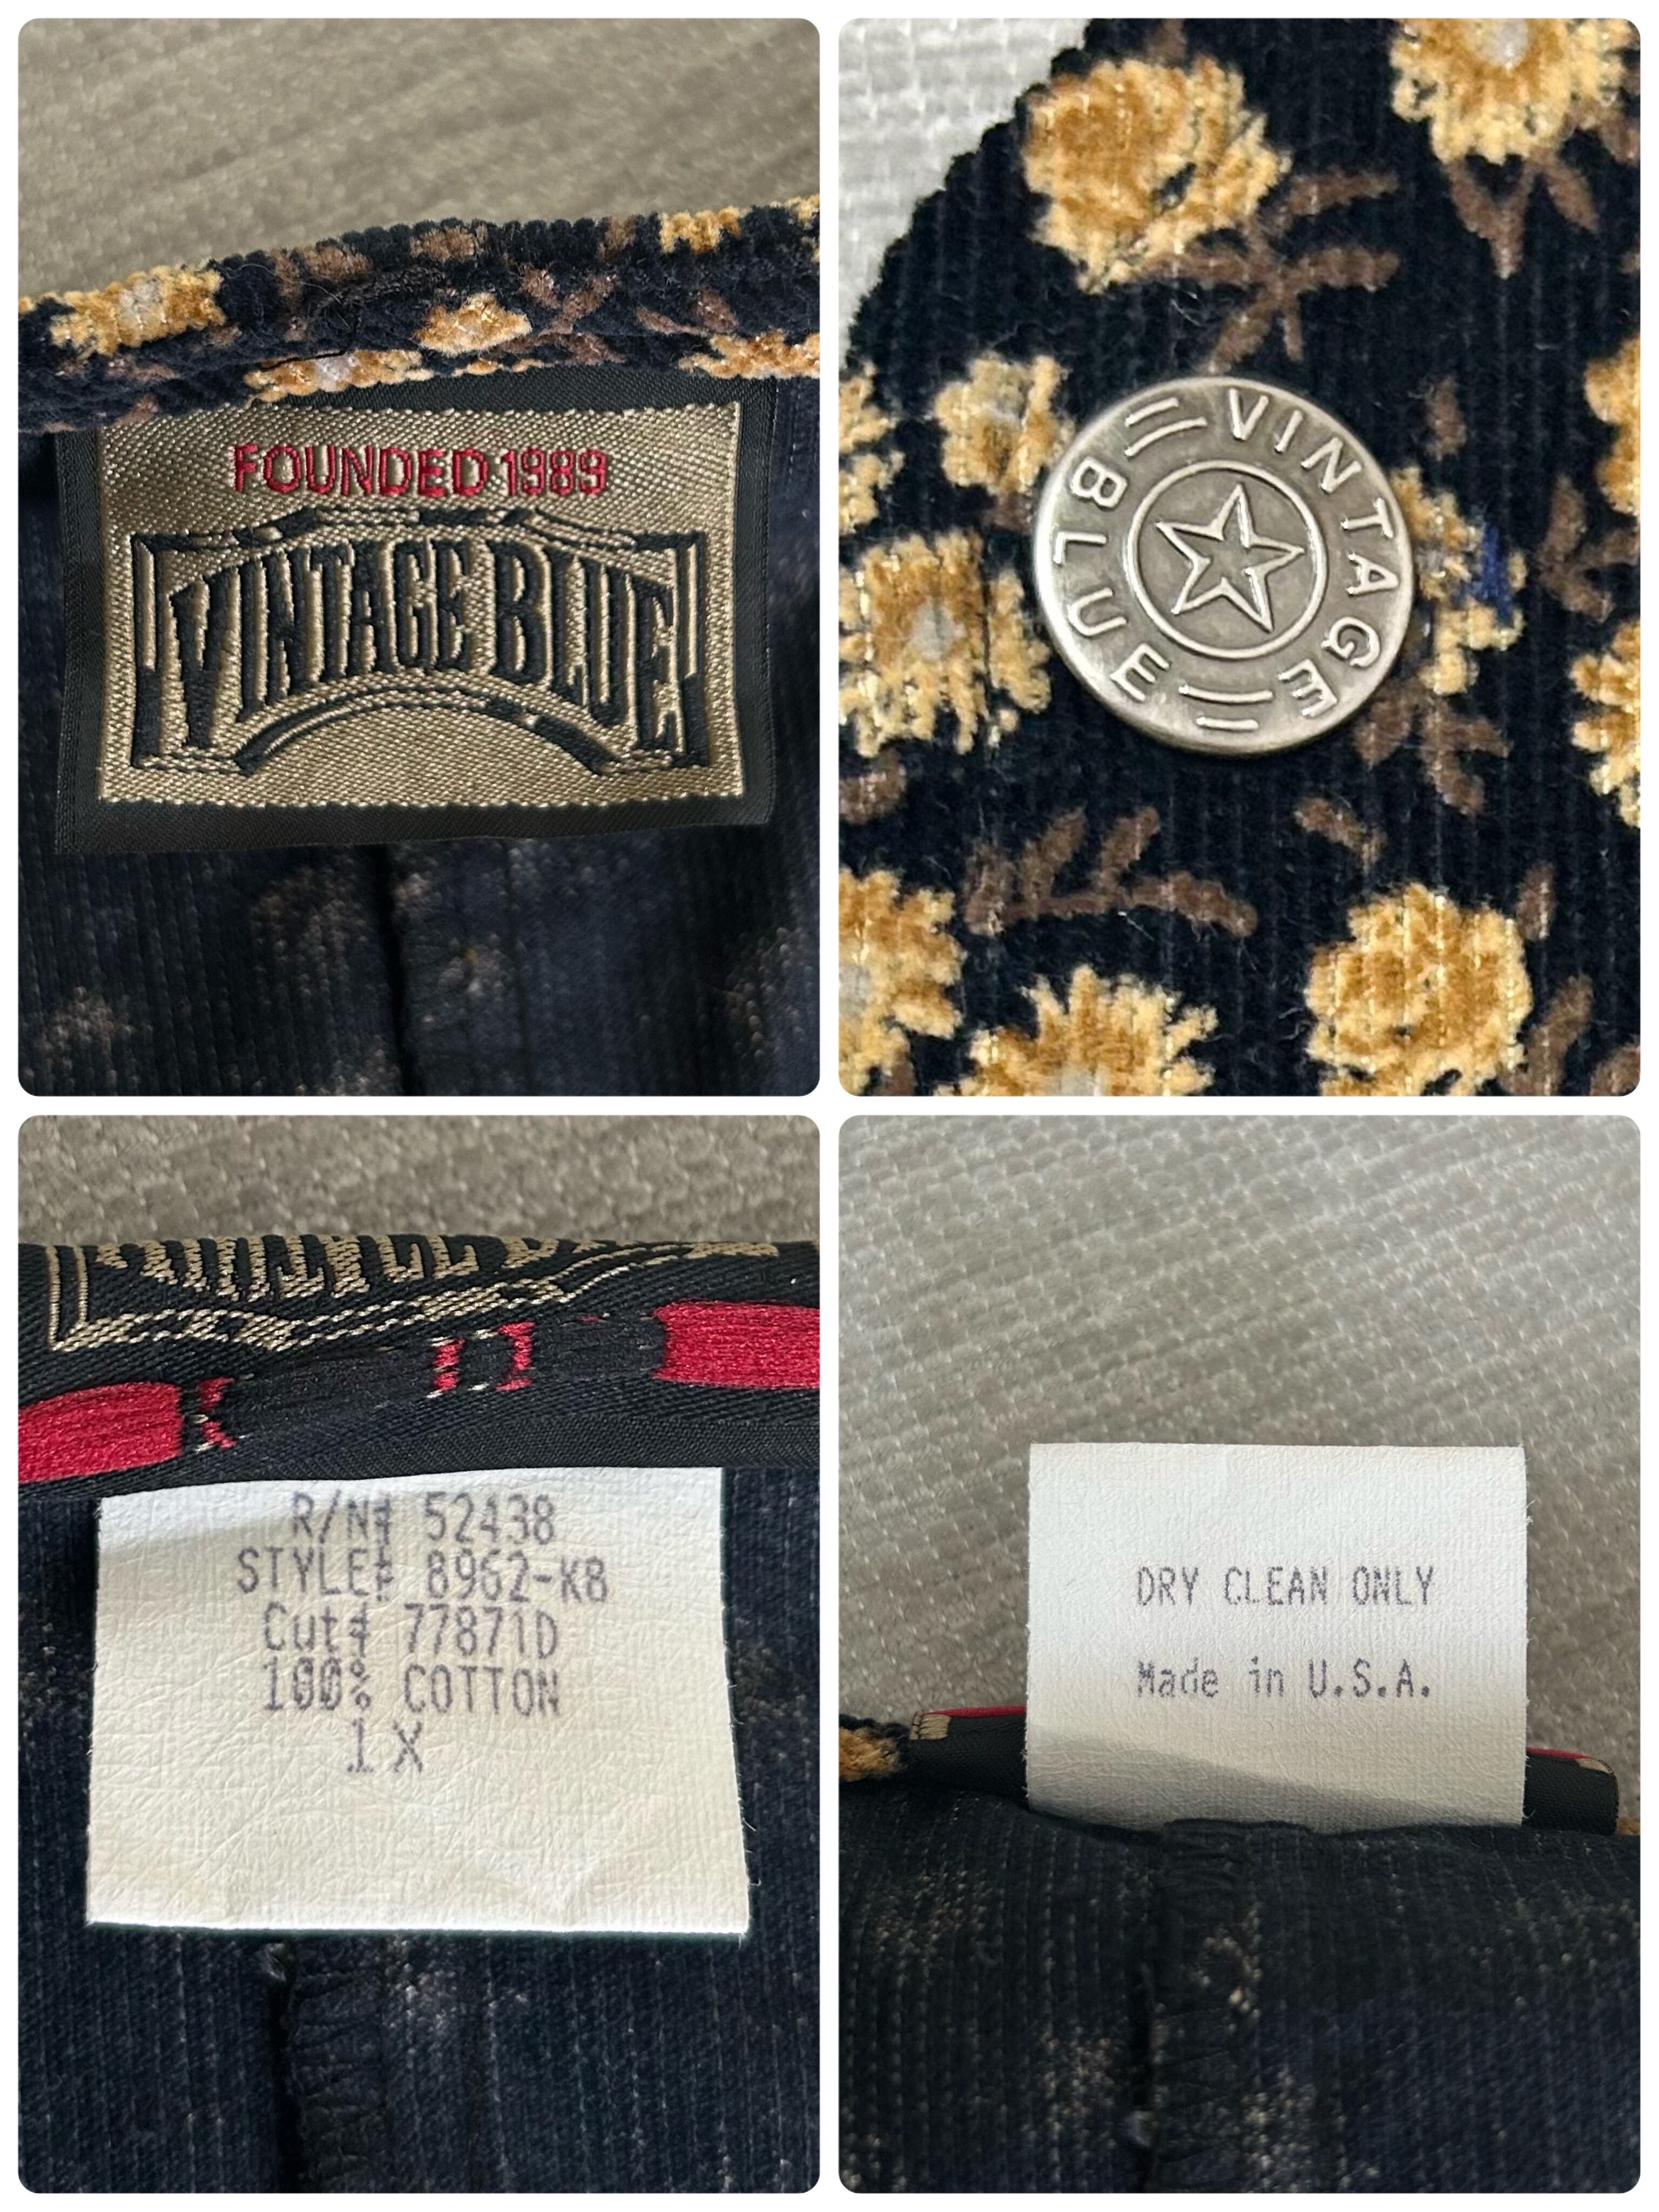 FOUNDED 1989
VINTAGE BLUE
VINTAGE
BLUE
R/N# 52438
STYLE# 8962-K8
Cut# 77871D
100% COTTON
1X
DRY CLEAN ONLY
Made in U.S.A.